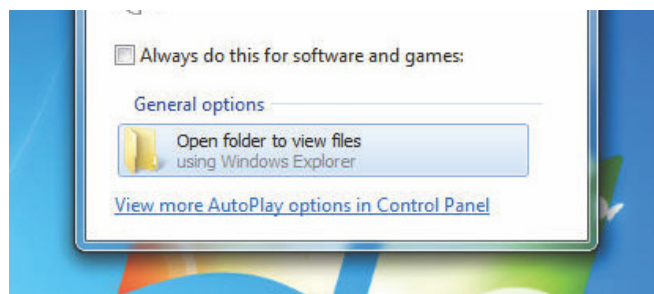 Always do this for software and games:
General options
Open folder to view files
using Windows Explorer
View more AutoPlay options in Control Panel